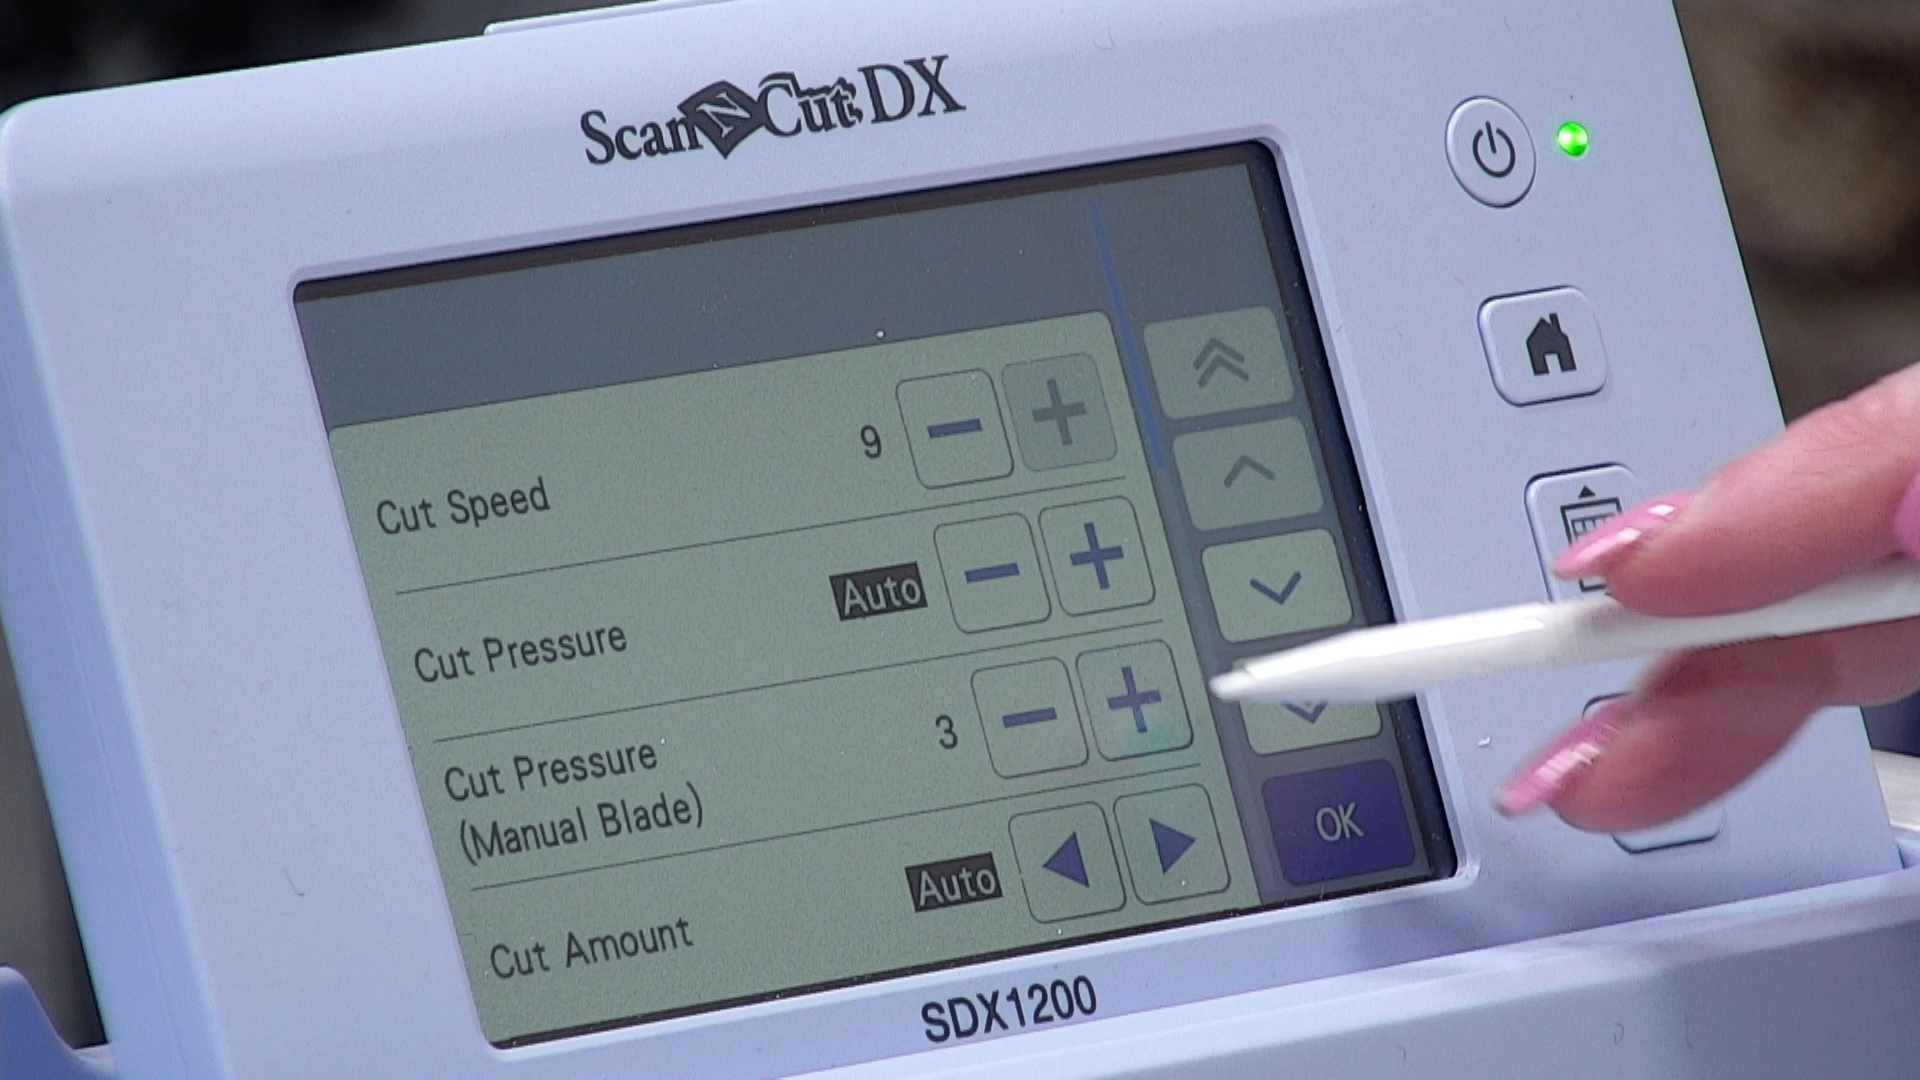 ScanNCut DX
Cut Speed 9
Cut Pressure Auto
Cut Pressure 3
(Manual Blade)
Cut Amount Auto
OK
SDX1200